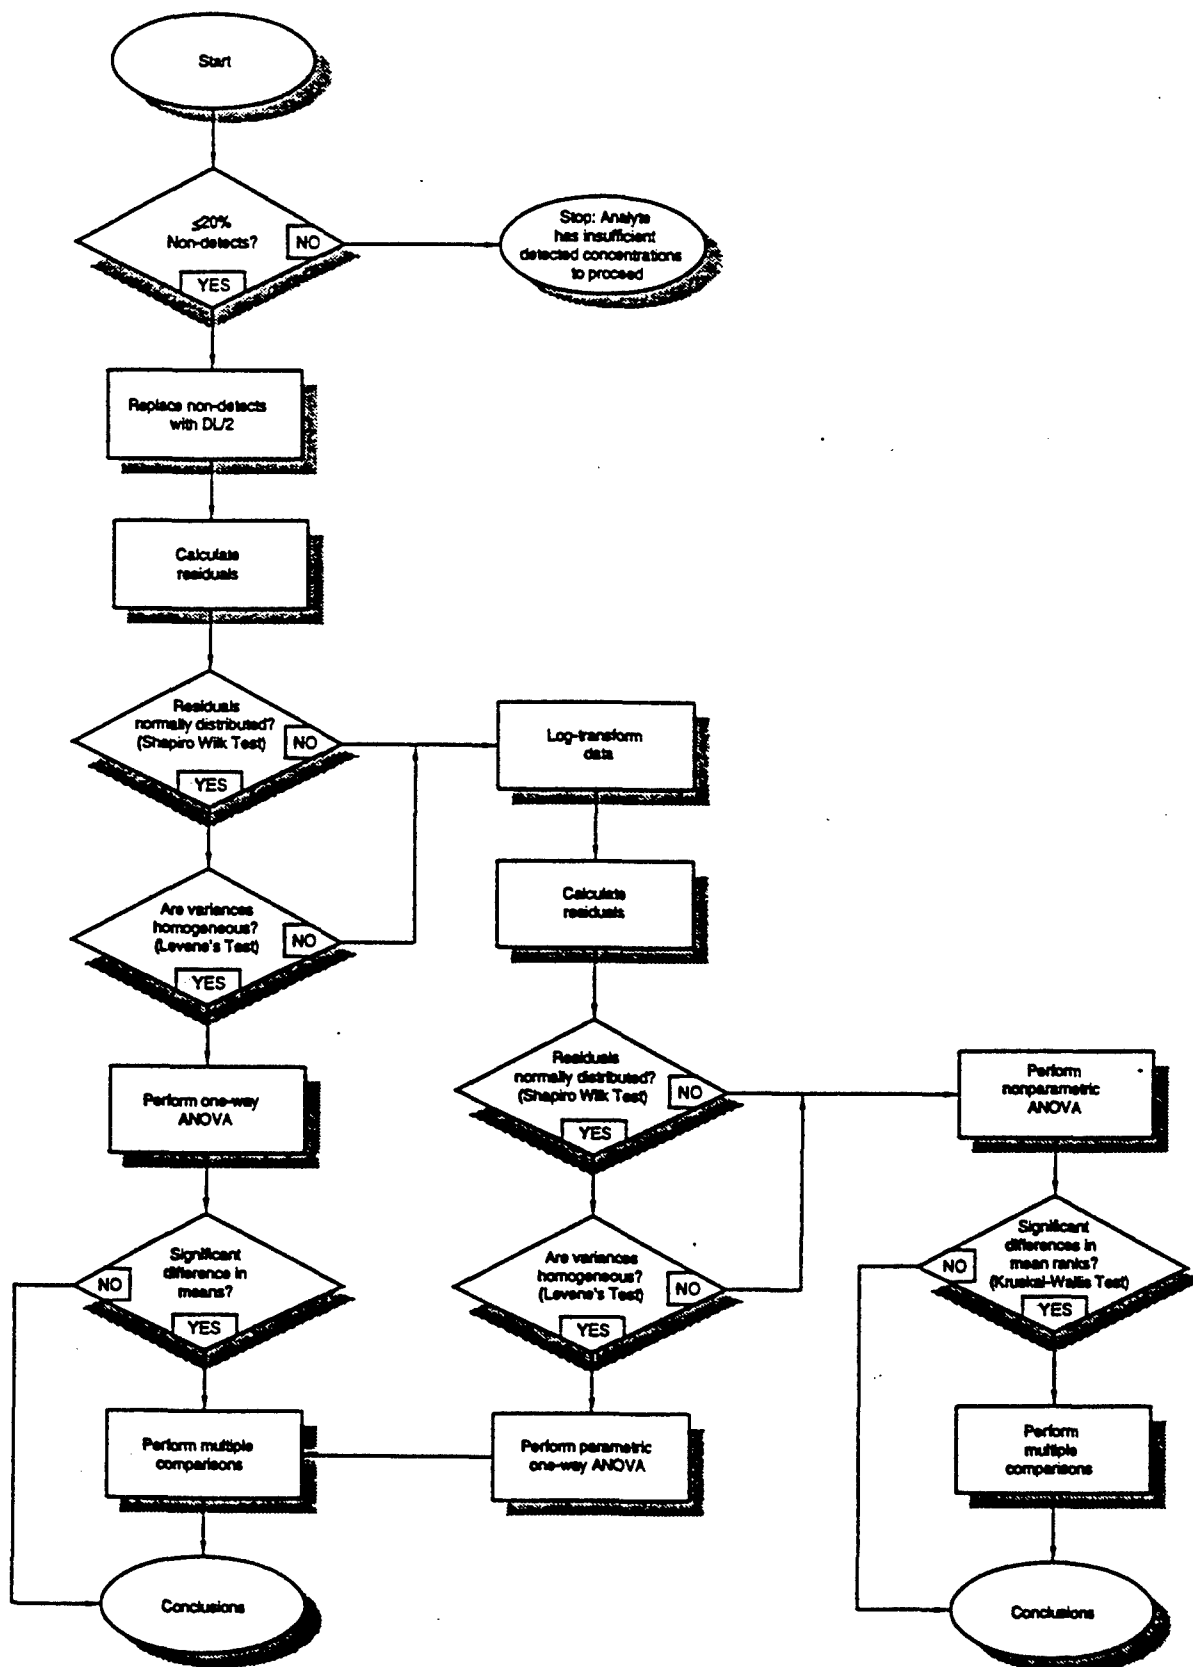 Start
≤20%
Non-detects?
NO
YES
Stop: Analyte
has insufficient
detected concentrations
to proceed
Replace non-detects
with DL/2
Calculate
residuals
Residuals
normally distributed?
(Shapiro Wilk Test)
NO
YES
Log-transform
data
Are variances
homogeneous?
(Levene's Test)
NO
YES
Calculate
residuals
Perform one-way
ANOVA
Residuals
normally distributed?
(Shapiro Wilk Test)
NO
YES
Perform
nonparametric
ANOVA
Significant
difference in
means?
NO
YES
Are variances
homogeneous?
(Levene's Test)
NO
YES
Significant
differences in
mean ranks?
(Kruskal-Wallis Test)
NO
YES
Perform multiple
comparisons
Perform parametric
one-way ANOVA
Perform
multiple
comparisons
Conclusions
Conclusions